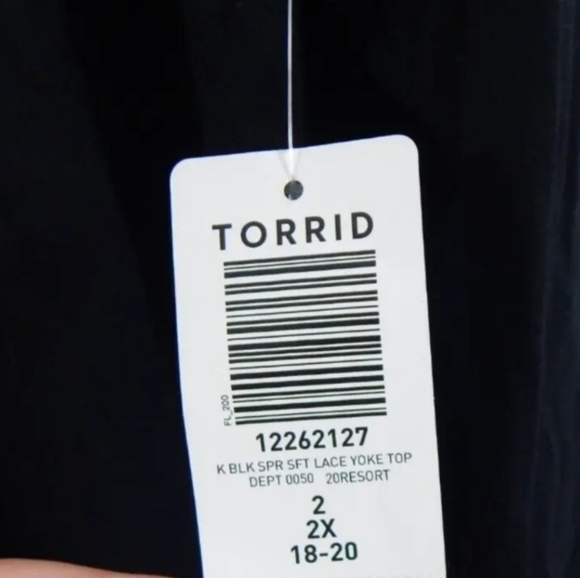 TORRID
FL_200
12262127
K BLK SPR SFT LACE YOKE TOP
DEPT 0050 20RESORT
2
2X
18-20